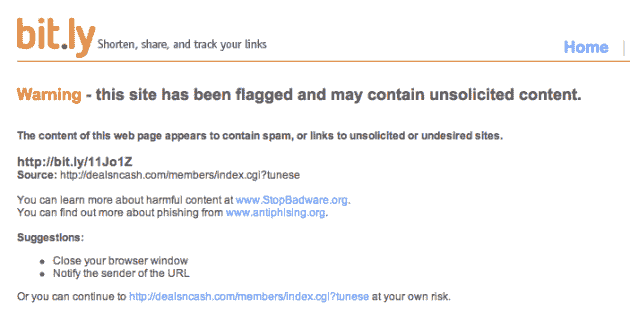 bit.ly Shorten, share, and track your links
Home
Warning - this site has been flagged and may contain unsolicited content.
The content of this web page appears to contain spam, or links to unsolicited or undesired sites.
http://bit.ly/11Jo1Z
Source: http://dealsncash.com/members/index.cgi?tunese
You can learn more about harmful content at www.StopBadware.org.
You can find out more about phishing from www.antiphising.org.
Suggestions:
• Close your browser window
• Notify the sender of the URL
Or you can continue to http://dealsncash.com/members/index.cgi?tunese at your own risk.